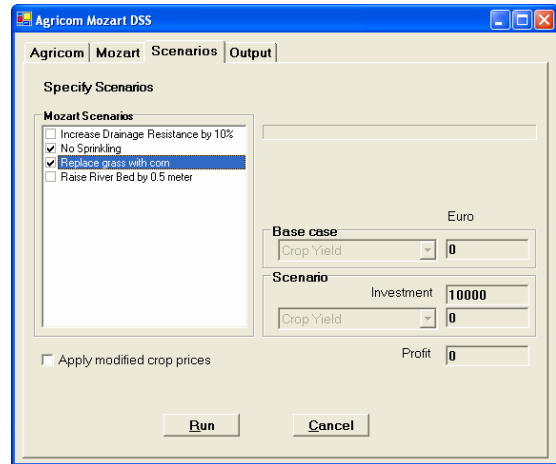 Agricom Mozart DSS
Agricom Mozart Scenarios Output
Specify Scenarios
Mozart Scenarios
Increase Drainage Resistance by 10%
No Sprinkling
Replace grass with corn
Raise River Bed by 0.5 meter
Euro
Base case
Crop Yield 0
Scenario
Investment 10000
Crop Yield 0
Apply modified crop prices
Profit 0
Run Cancel